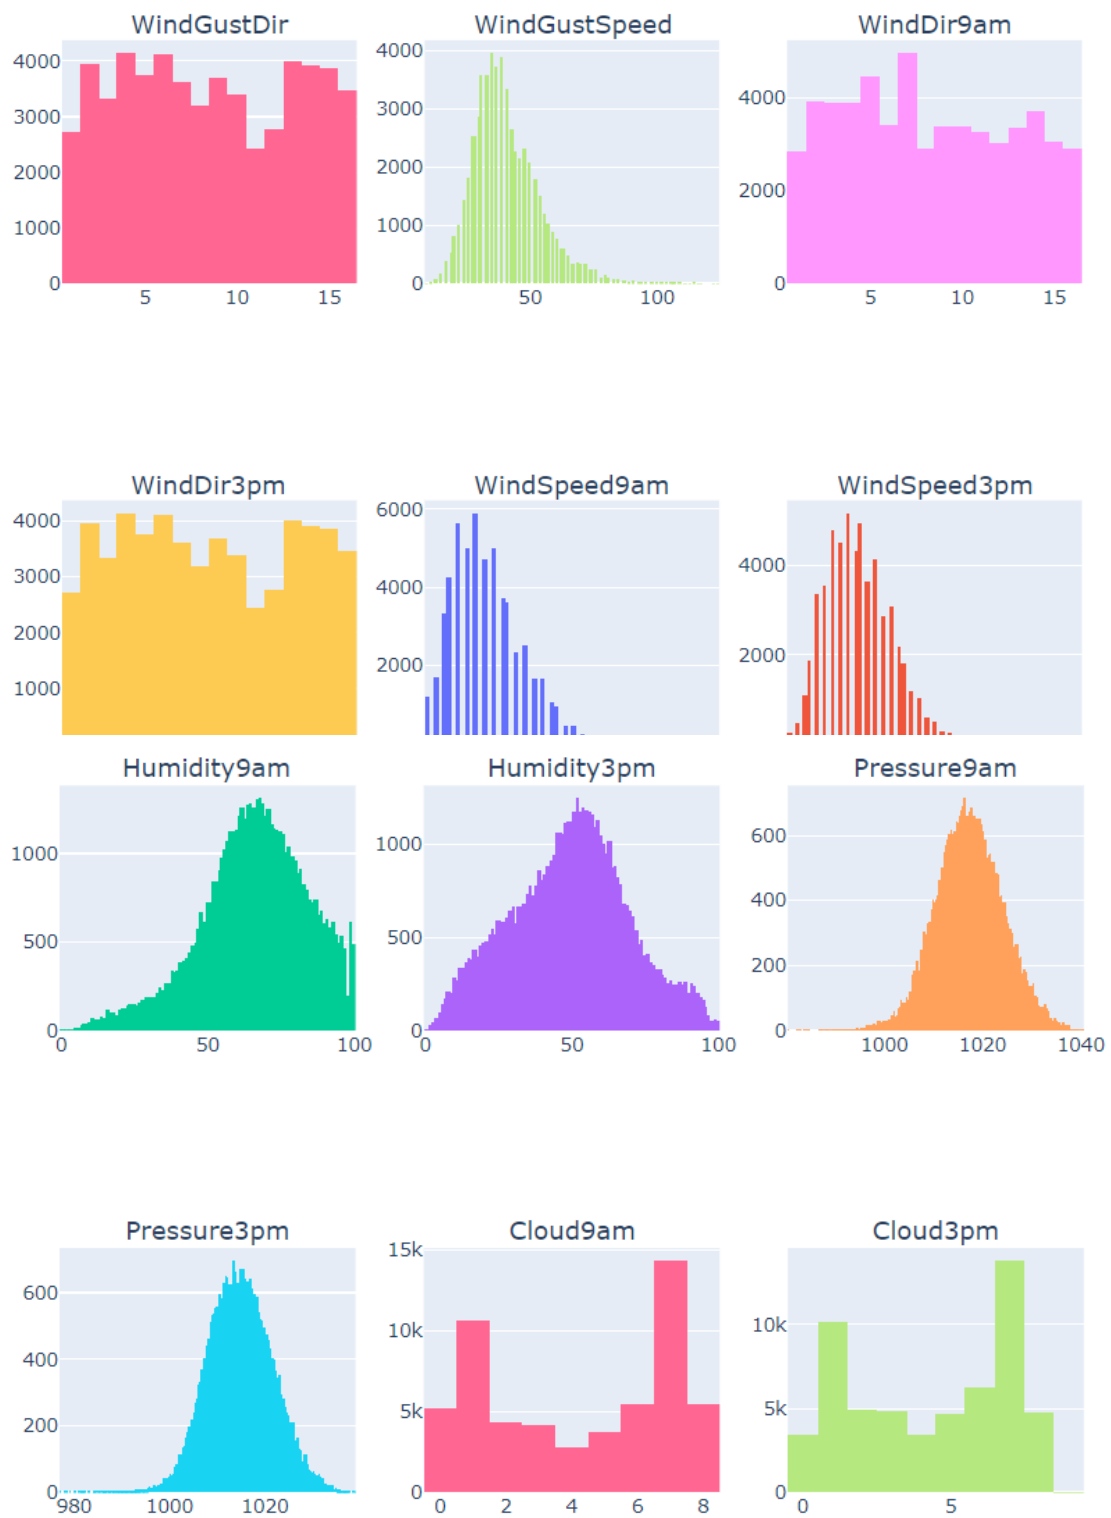 WindGustDir WindGustSpeed WindDir9am
4000 4000 4000
3000 3000
2000 2000 2000
1000 1000
0 0 0
5 10 15 50 100 5 10 15
WindDir3pm WindSpeed9am WindSpeed3pm
4000 6000 4000
3000 4000
2000 2000 2000
1000
Humidity9am Humidity3pm Pressure9am
1000 1000 600
400
500 500 200
0 0 0
0 50 100 0 50 100 1000 1020 1040
Pressure3pm Cloud9am Cloud3pm
600 15k 10k
400 10k
200 5k 5k
0 0 0
980 1000 1020 0 2 4 6 8 0 5